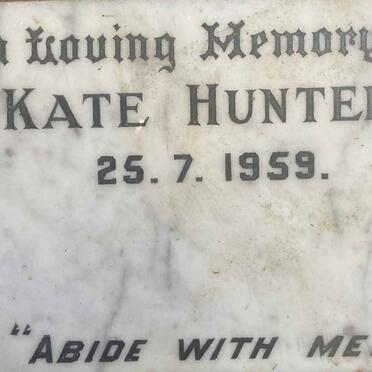 n Loving Memory
KATE HUNTE
25. 7. 1959.
"ABIDE WITH ME